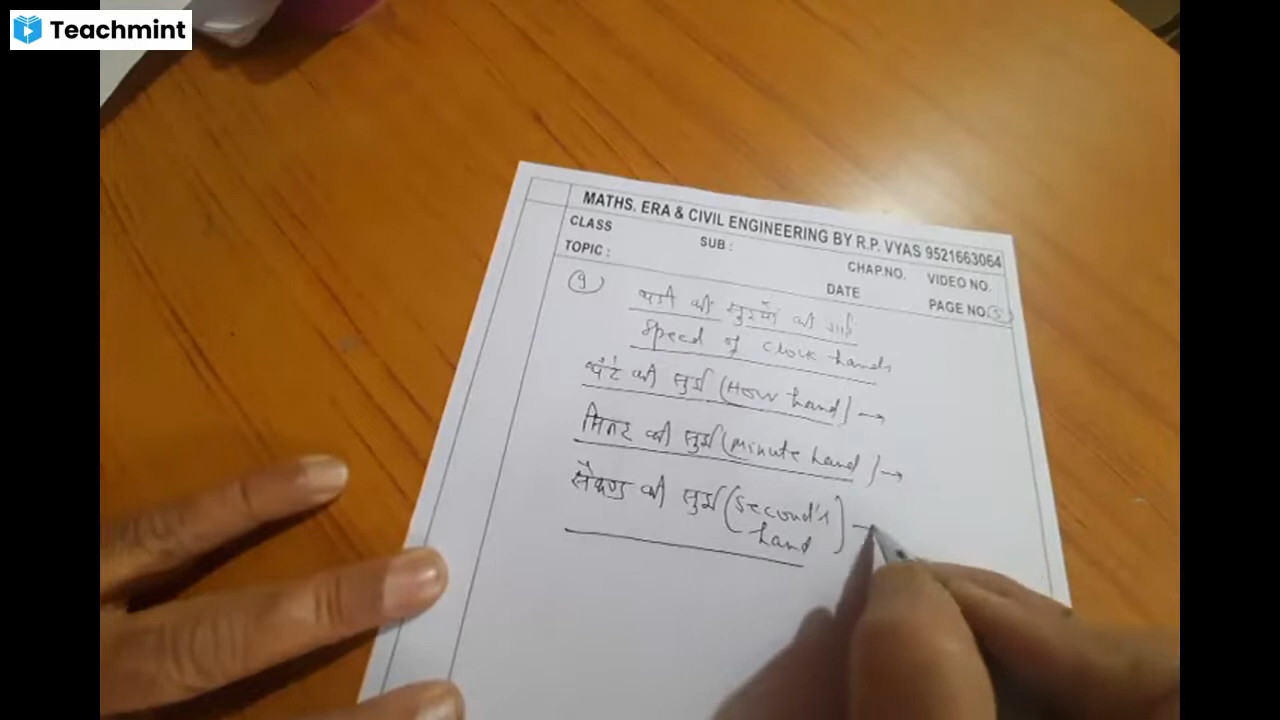 Teachmint
MATHS. ERA & CIVIL ENGINEERING BY R.P. VYAS 9521663064
CLASS SUB : CHAP.NO. VIDEO NO.
TOPIC : DATE PAGE NO. 5
9 घडी की सुईयों की
Speed of Clock hands
घंटे की सुई (Hour hand) →
मिनट की सुई (Minute hand) →
सैकण्ड की सुई (Second's
hand) →